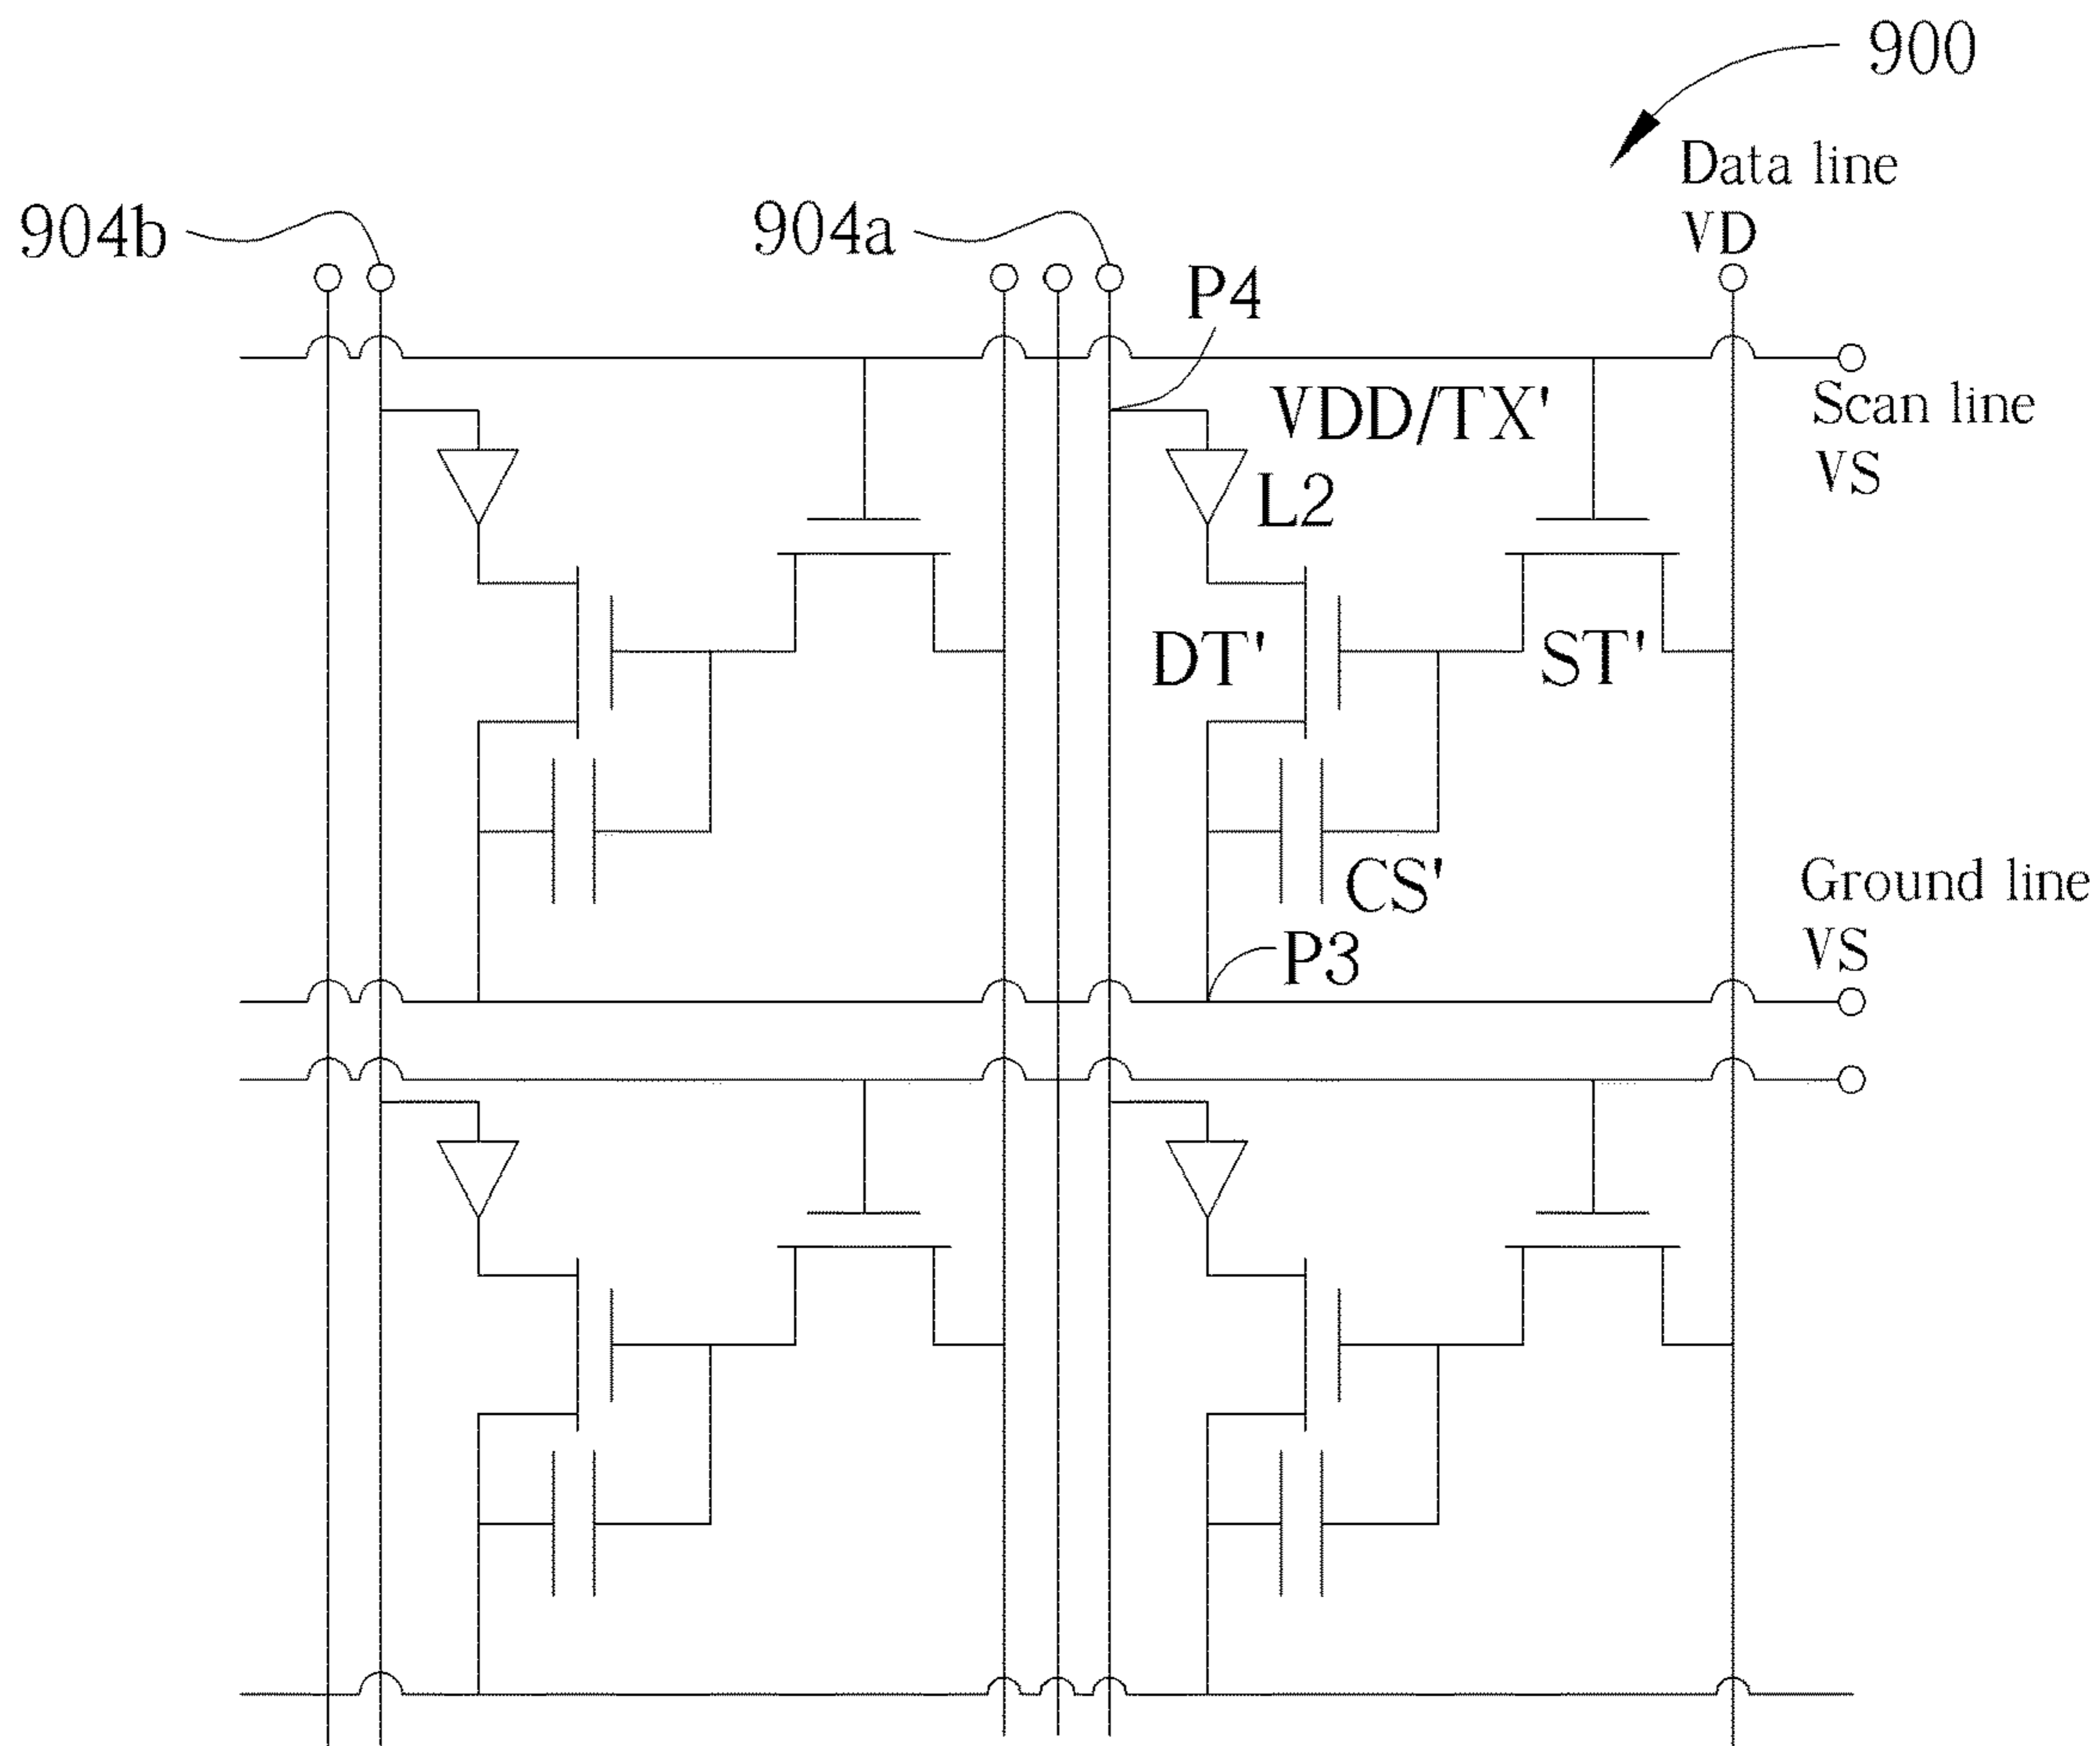 900
Data line
VD
904b
904a
P4
VDD/TX'
Scan line
VS
L2
DT'
ST'
CS'
Ground line
VS
P3